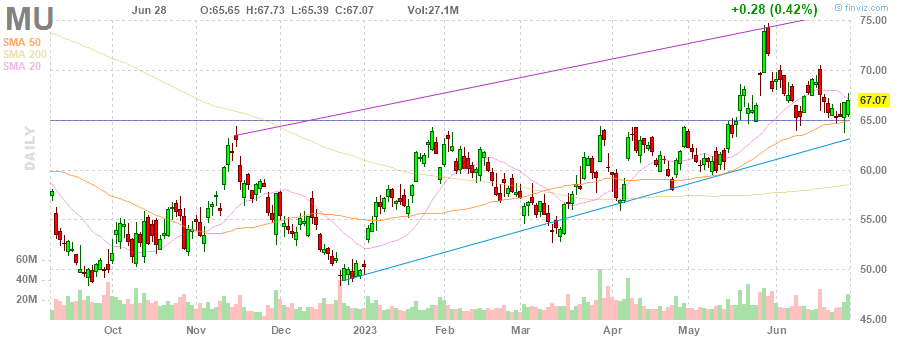 MU Jun 28 O:65.65 H:67.73 L:65.39 C:67.07 Vol:27.1M +0.28 (0.42%) finviz.com
SMA 50
SMA 200
SMA 20
DAILY
75.00
70.00
67.07
65.00
60.00
55.00
50.00
45.00
60M
40M
20M
Oct Nov Dec 2023 Feb Mar Apr May Jun